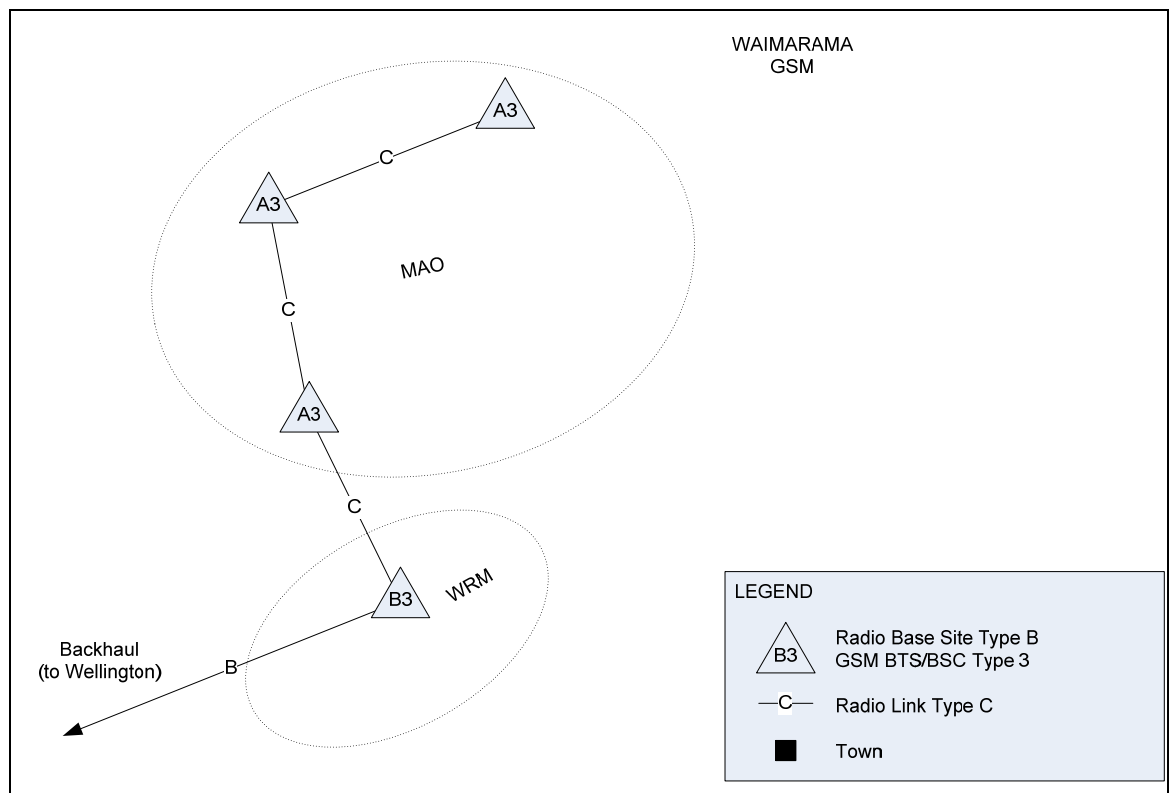 WAIMARAMA
GSM
A3
C
A3
MAO
C
A3
C
WRM
B3
Backhaul
(to Wellington)
B
LEGEND
B3
Radio Base Site Type B
GSM BTS/BSC Type 3
C
Radio Link Type C
Town